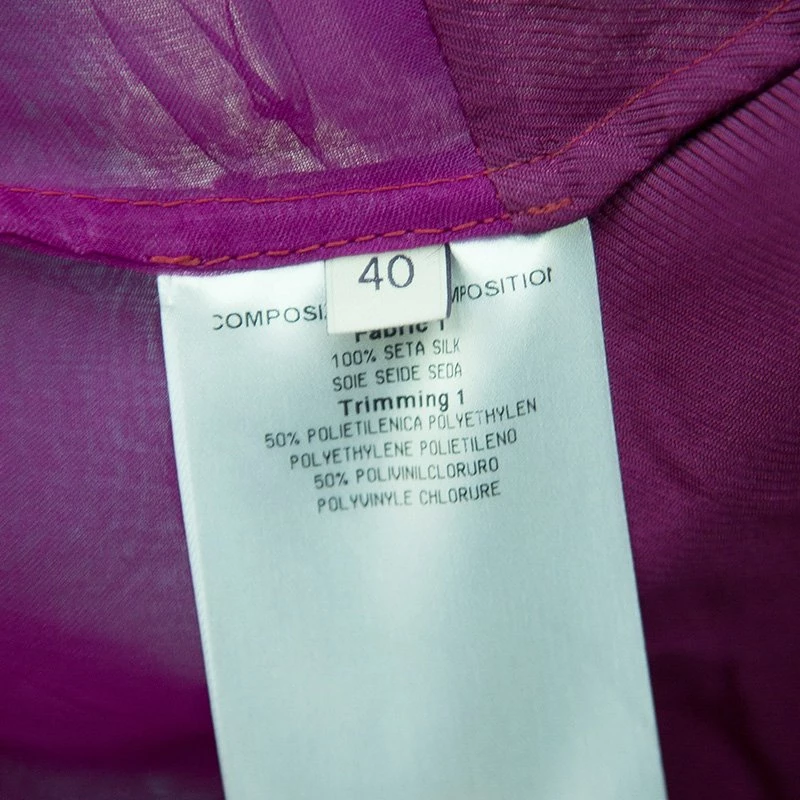 40
COMPOSI MPOSITION
Fabric 1
100% SETA SILK
SOIE SEIDE SEDA
Trimming 1
50% POLIETILENICA POLYETHYLEN
POLYETHYLENE POLIETILENO
50% POLIVINILCLORURO
POLYVINYLE CHLORURE